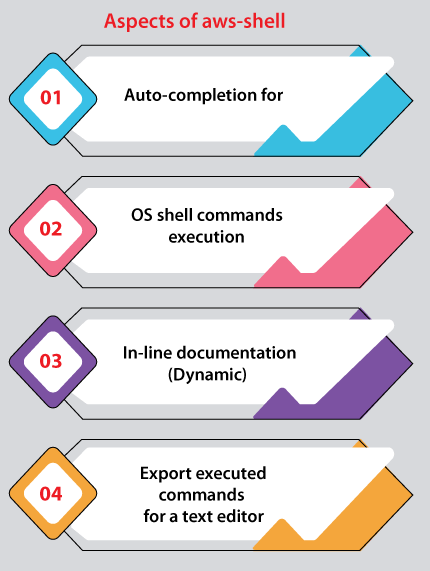 Aspects of aws-shell
01
Auto-completion for
02
OS shell commands
execution
03
In-line documentation
(Dynamic)
04
Export executed
commands
for a text editor